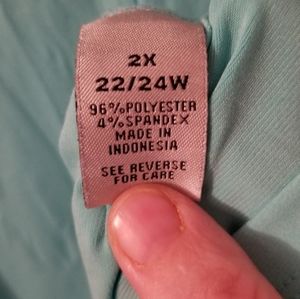 2X
22/24W
96%POLYESTER
4%SPANDEX
MADE IN
INDONESIA
SEE REVERSE
FOR CARE